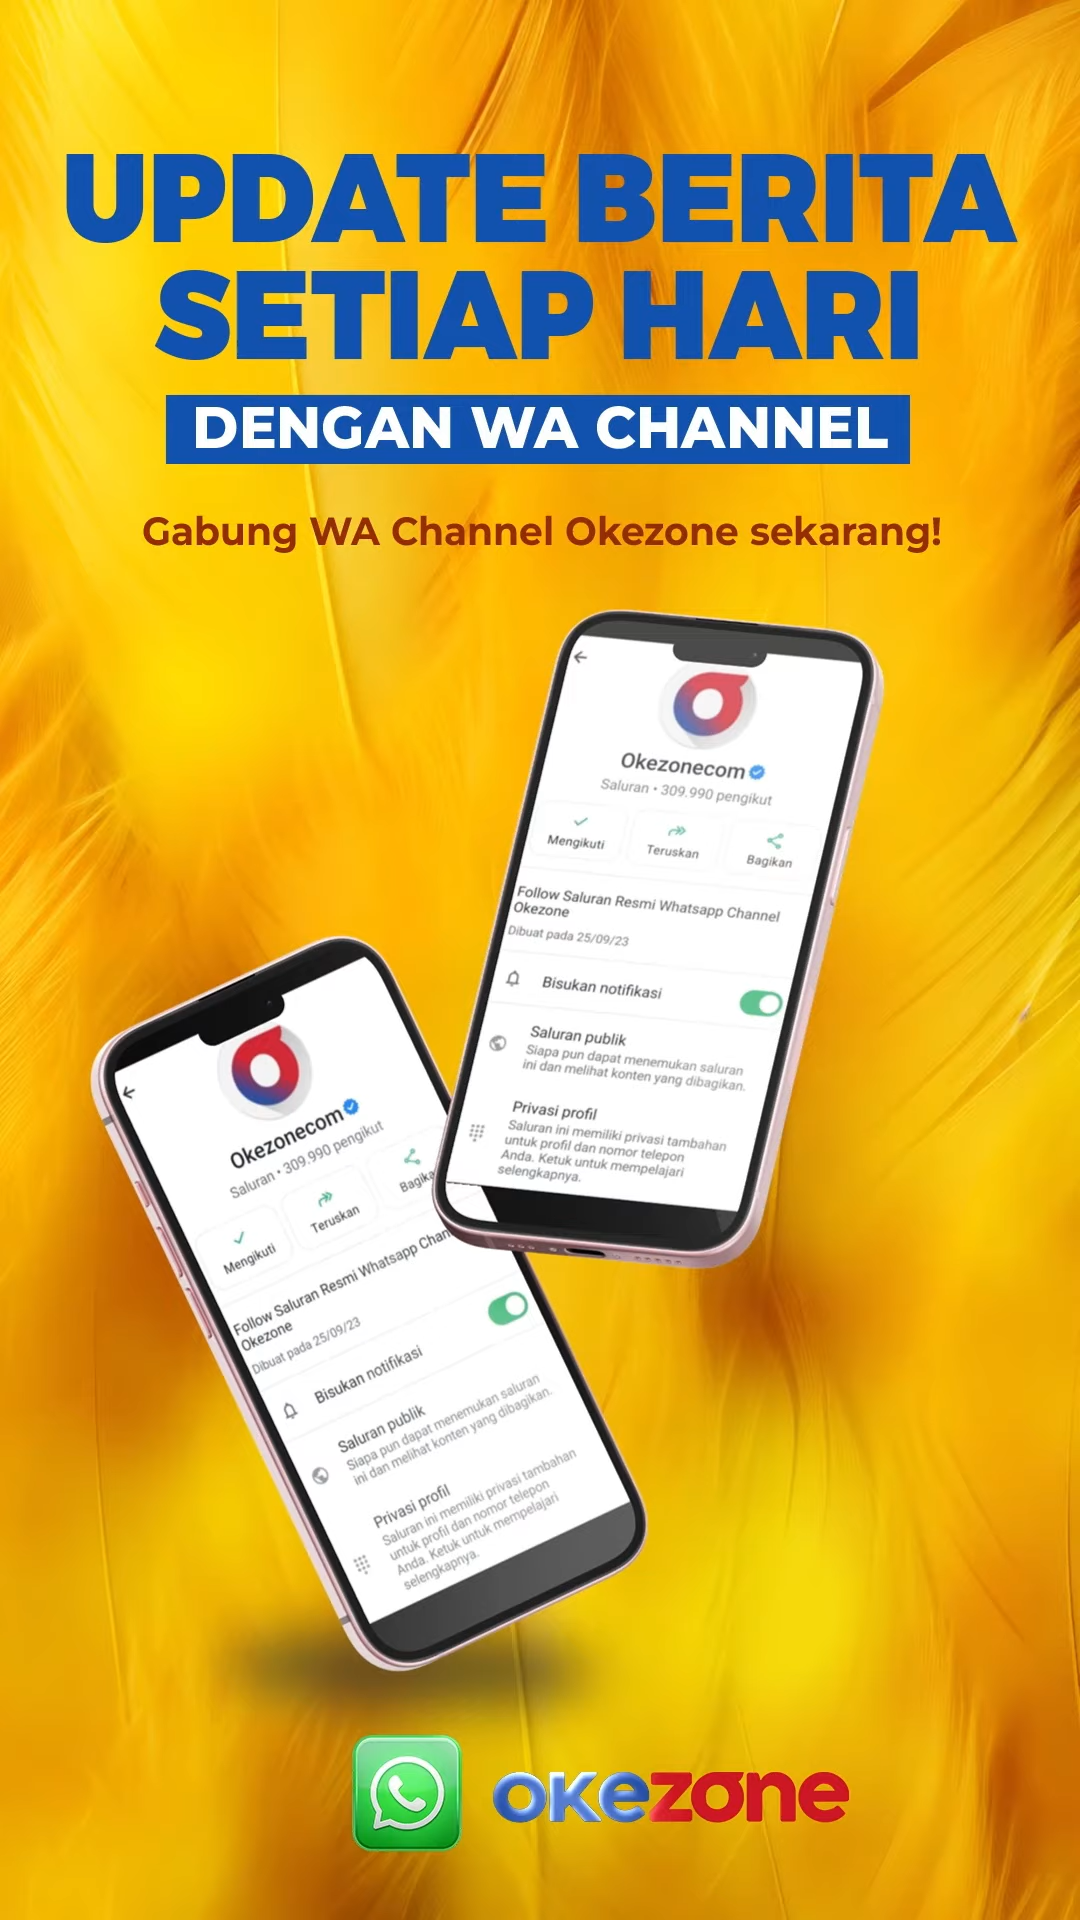 UPDATE BERITA
SETIAP HARI
DENGAN WA CHANNEL
Gabung WA Channel Okezone sekarang!
Okezonecom
Saluran • 309.990 pengikut
Mengikuti
Teruskan
Bagikan
Follow Saluran Resmi Whatsapp Channel
Okezone
Dibuat pada 25/09/23
Bisukan notifikasi
Saluran publik
Siapa pun dapat menemukan saluran
ini dan melihat konten yang dibagikan.
Privasi profil
Saluran ini memiliki privasi tambahan
untuk profil dan nomor telepon
Anda. Ketuk untuk mempelajari
selengkapnya.
Okezonecom
Saluran • 309.990 pengikut
Mengikuti
Teruskan
Bagika
Follow Saluran Resmi Whatsapp Chan
Okezone
Dibuat pada 25/09/23
Bisukan notifikasi
Saluran publik
Siapa pun dapat menemukan saluran
ini dan melihat konten yang dibagikan.
Privasi profil
Saluran ini memiliki privasi tambahan
untuk profil dan nomor telepon
Anda. Ketuk untuk mempelajari
selengkapnya.
okezone